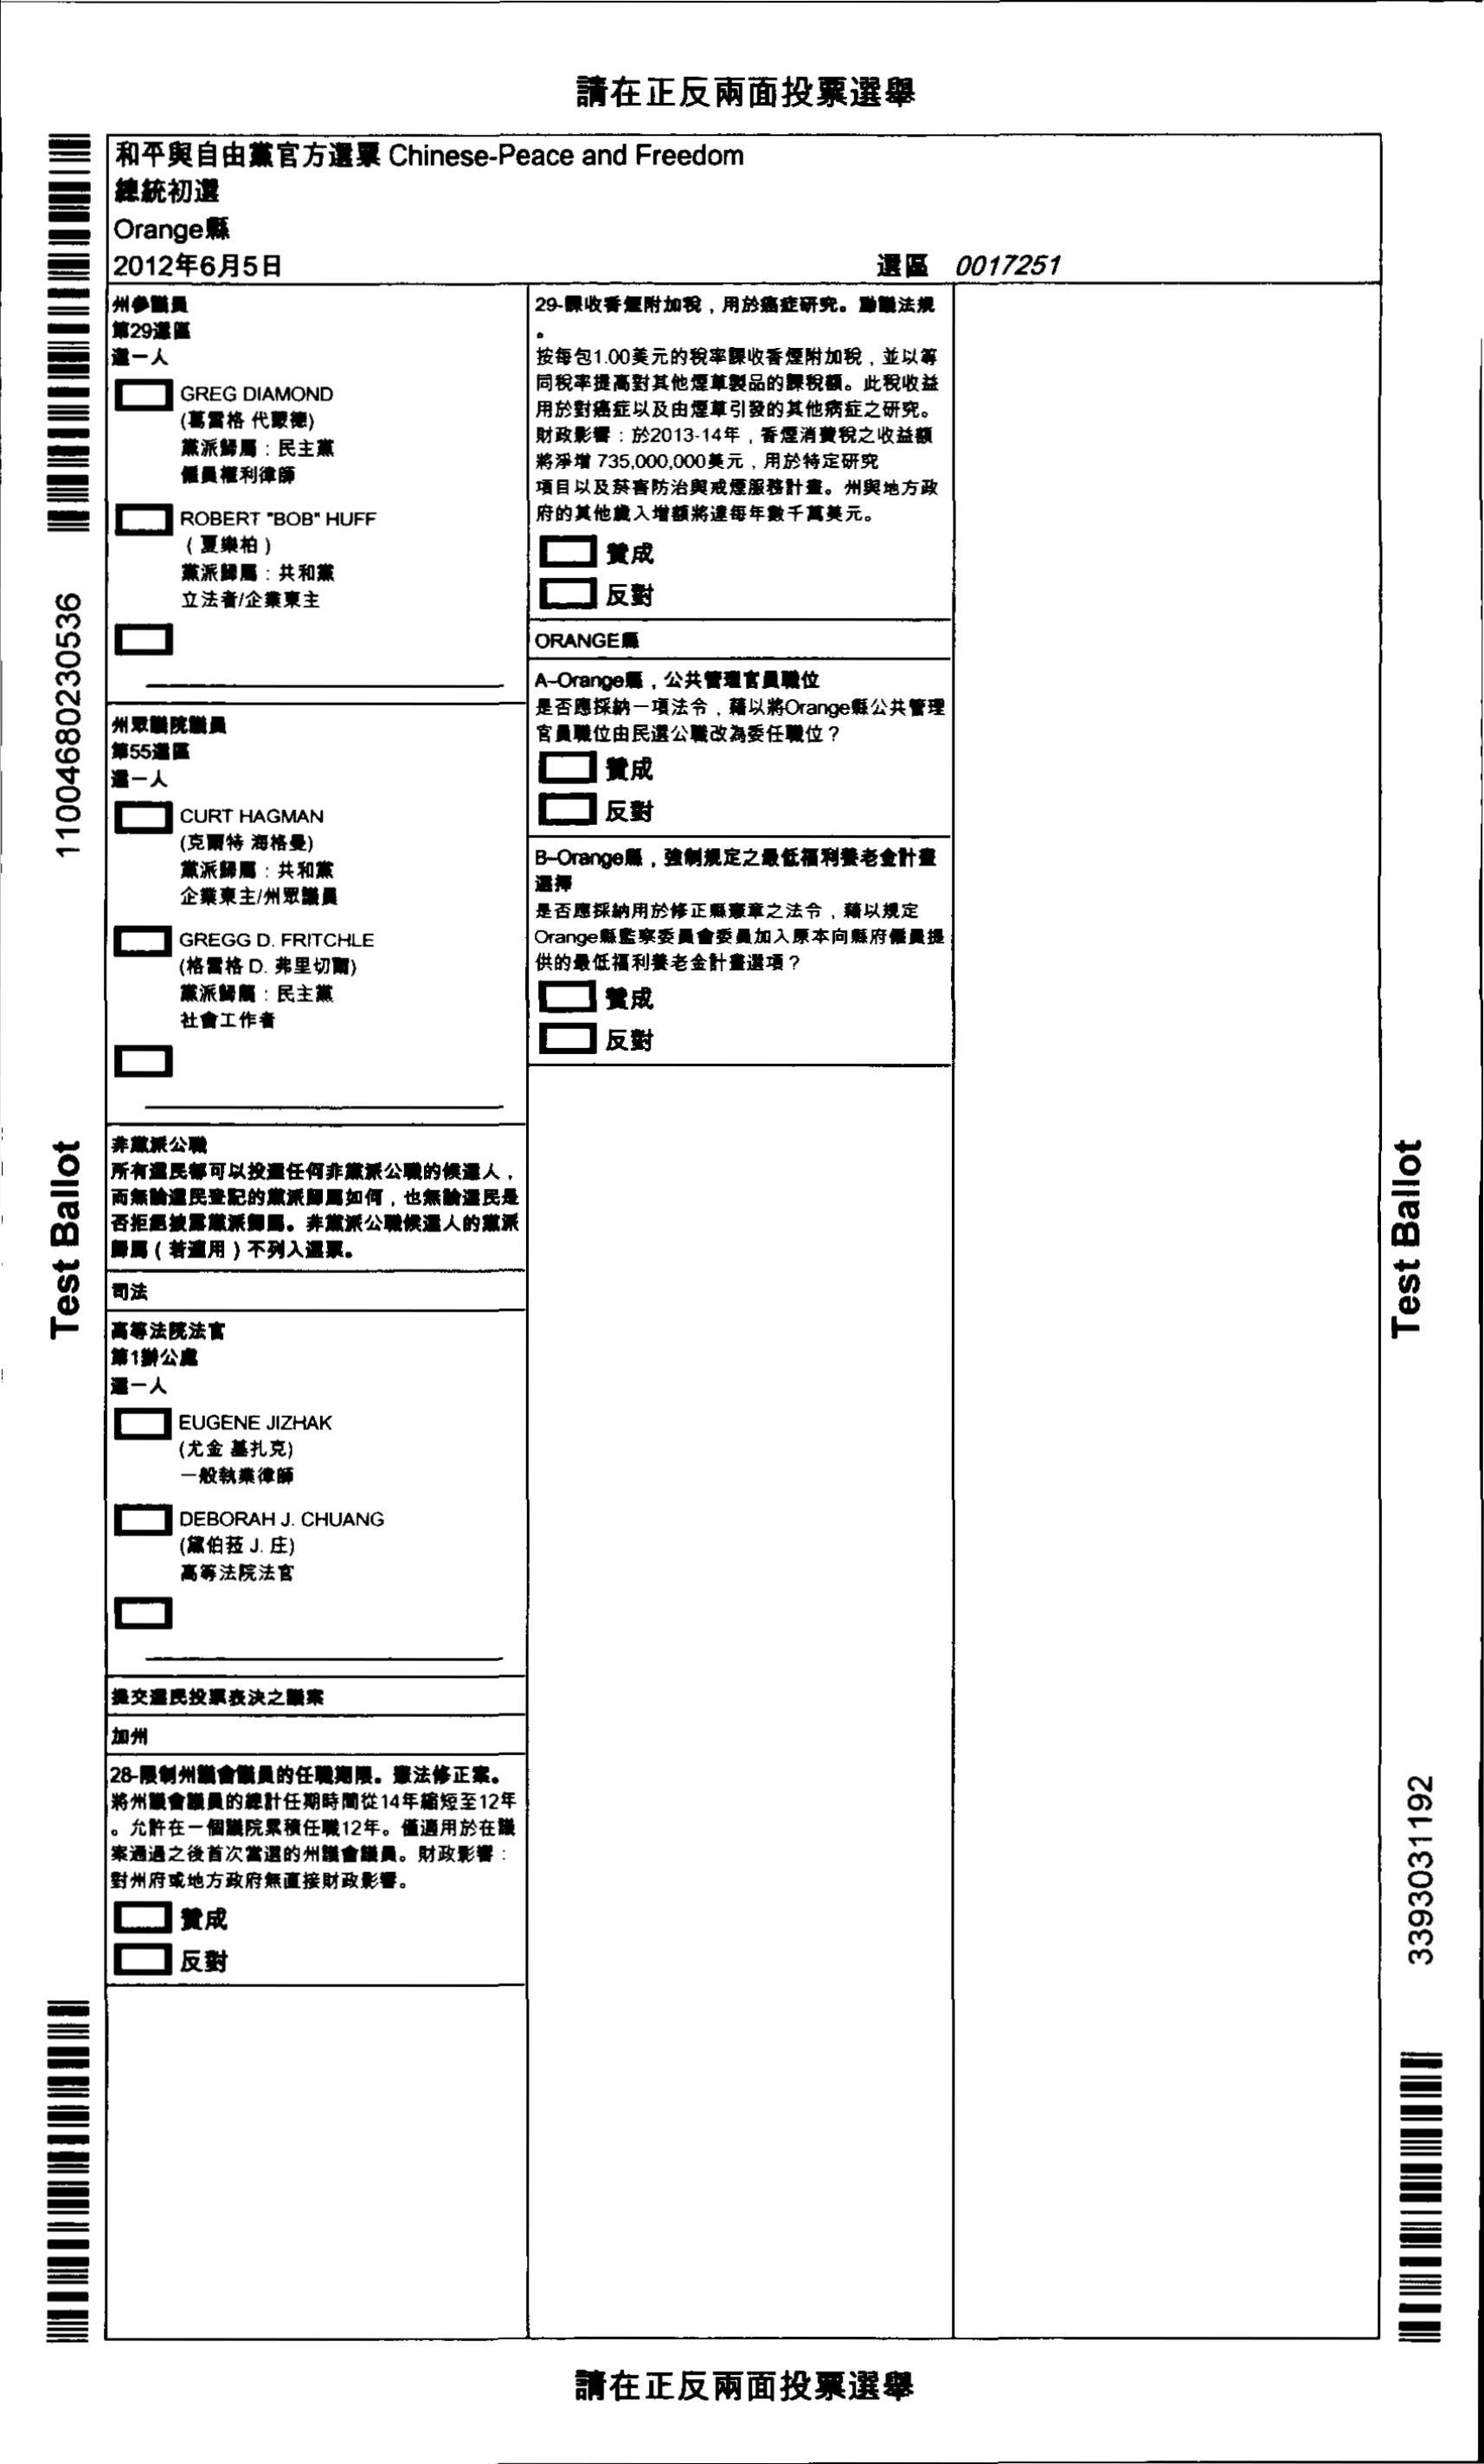 請在正反兩面投票選舉
和平與自由黨官方選票 Chinese-Peace and Freedom
總統初選
Orange縣
2012年6月5日
選區 0017251
11004680230536
Test Ballot
州參議員
第29選區
選一人
GREG DIAMOND
(葛雷格 代蒙德)
黨派歸屬：民主黨
僱員權利律師
ROBERT "BOB" HUFF
（夏樂柏）
黨派歸屬：共和黨
立法者/企業東主
州眾議院議員
第55選區
選一人
CURT HAGMAN
(克爾特 海格曼)
黨派歸屬：共和黨
企業東主/州眾議員
GREGG D. FRITCHLE
(格雷格 D. 弗里切爾)
黨派歸屬：民主黨
社會工作者
非黨派公職
所有選民都可以投選任何非黨派公職的候選人，
而無論選民登記的黨派歸屬如何，也無論選民是
否拒絕披露黨派歸屬。非黨派公職候選人的黨派
歸屬（若適用）不列入選票。
司法
高等法院法官
第1辦公處
選一人
EUGENE JIZHAK
(尤金 基扎克)
一般執業律師
DEBORAH J. CHUANG
(黛伯菈 J. 庄)
高等法院法官
提交選民投票表決之議案
加州
28-限制州議會議員的任職期限。憲法修正案。
將州議會議員的總計任期時間從14年縮短至12年
。允許在一個議院累積任職12年。僅適用於在議
案通過之後首次當選的州議會議員。財政影響：
對州府或地方政府無直接財政影響。
贊成
反對
29-課收香煙附加稅，用於癌症研究。動議法規
。
按每包1.00美元的稅率課收香煙附加稅，並以等
同稅率提高對其他煙草製品的課稅額。此稅收益
用於對癌症以及由煙草引發的其他病症之研究。
財政影響：於2013-14年，香煙消費稅之收益額
將淨增 735,000,000美元，用於特定研究
項目以及菸害防治與戒煙服務計畫。州與地方政
府的其他歲入增額將達每年數千萬美元。
贊成
反對
ORANGE縣
A-Orange縣，公共管理官員職位
是否應採納一項法令，藉以將Orange縣公共管理
官員職位由民選公職改為委任職位？
贊成
反對
B-Orange縣，強制規定之最低福利養老金計畫
選擇
是否應採納用於修正縣憲章之法令，藉以規定
Orange縣監察委員會委員加入原本向縣府僱員提
供的最低福利養老金計畫選項？
贊成
反對
Test Ballot
3393031192
請在正反兩面投票選舉